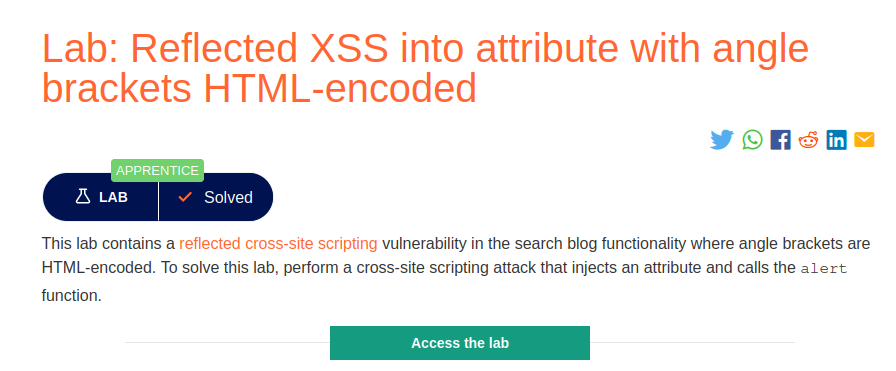 Lab: Reflected XSS into attribute with angle
brackets HTML-encoded
APPRENTICE
LAB
Solved
This lab contains a reflected cross-site scripting vulnerability in the search blog functionality where angle brackets are
HTML-encoded. To solve this lab, perform a cross-site scripting attack that injects an attribute and calls the alert
function.
Access the lab